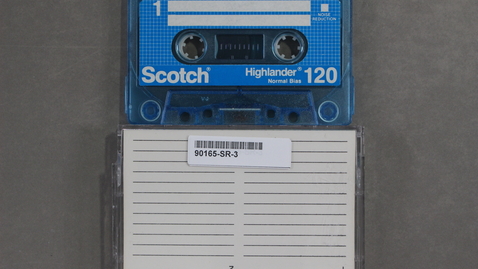 1
NOISE
REDUCTION
Scotch®
Highlander®
Normal Bias
120
90165-SR-3